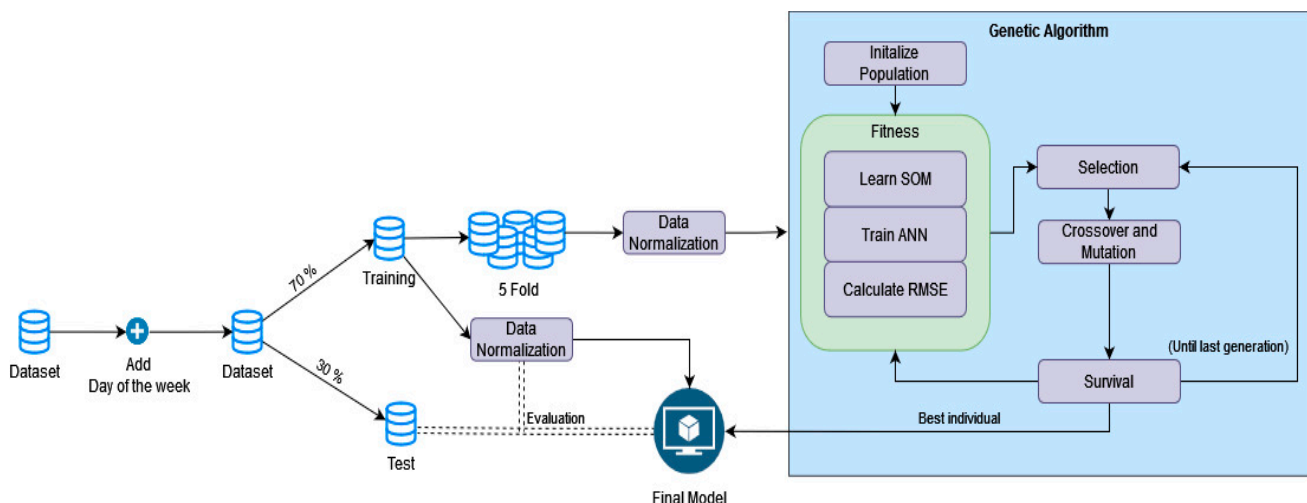 Genetic Algorithm
Initalize
Population
Fitness
Learn SOM
Train ANN
Calculate RMSE
Selection
Crossover and
Mutation
(Until last generation)
Survival
Best individual
Data
Normalization
5 Fold
70 %
Training
Data
Normalization
Dataset
Add
Day of the week
Dataset
30 %
Evaluation
Test
Final Model